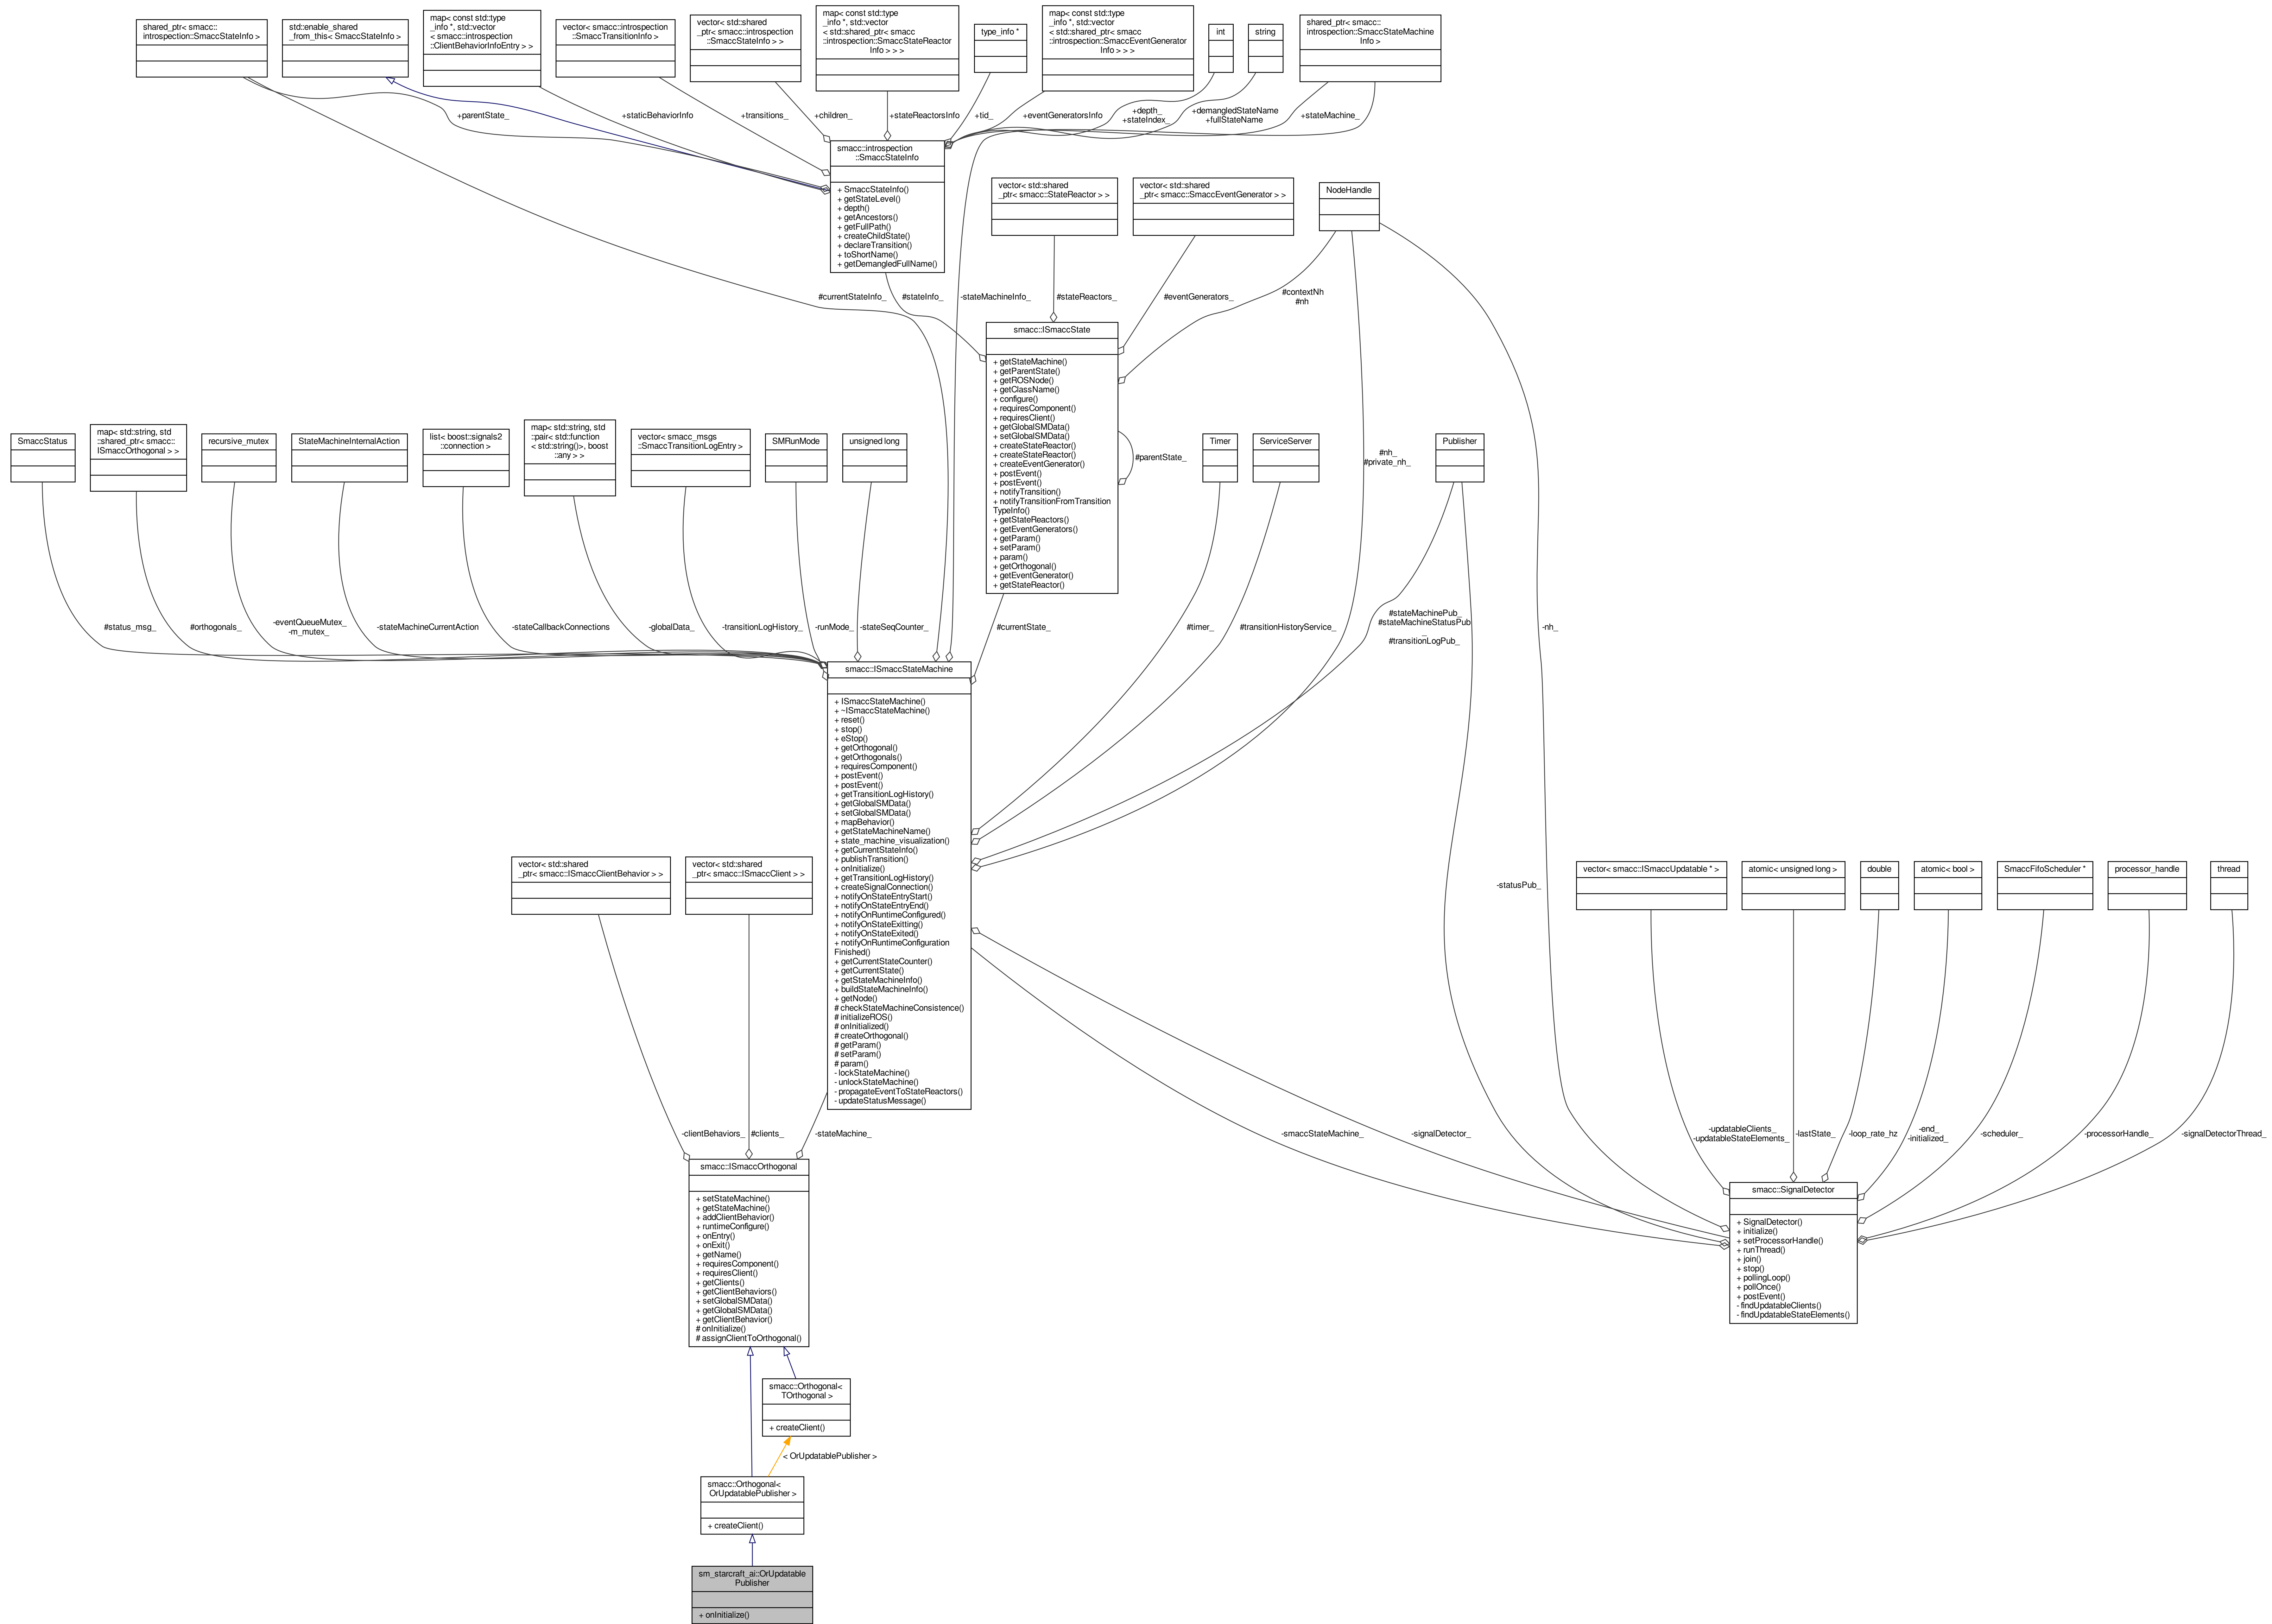 shared_ptr< smacc::
introspection::SmaccStateInfo >
std::enable_shared
_from_this< SmaccStateInfo >
map< const std::type
_info *, std::vector
< smacc::introspection
::ClientBehaviorInfoEntry > >
vector< smacc::introspection
::SmaccTransitionInfo >
vector< std::shared
_ptr< smacc::introspection
::SmaccStateInfo > >
map< const std::type
_info *, std::vector
< std::shared_ptr< smacc
::introspection::SmaccStateReactor
Info > > >
type_info *
map< const std::type
_info *, std::vector
< std::shared_ptr< smacc
::introspection::SmaccEventGenerator
Info > > >
int
string
shared_ptr< smacc::
introspection::SmaccStateMachine
Info >
+parentState_
+staticBehaviorInfo
+transitions_
+children_
+stateReactorsInfo
+tid_
+eventGeneratorsInfo
+depth_
+stateIndex_
+demangledStateName
+fullStateName
+stateMachine_
smacc::introspection
::SmaccStateInfo
+ SmaccStateInfo()
+ getStateLevel()
+ depth()
+ getAncestors()
+ getFullPath()
+ createChildState()
+ declareTransition()
+ toShortName()
+ getDemangledFullName()
vector< std::shared
_ptr< smacc::StateReactor > >
vector< std::shared
_ptr< smacc::SmaccEventGenerator > >
NodeHandle
#currentStateInfo_
#stateInfo_
-stateMachineInfo_
#stateReactors_
#eventGenerators_
#contextNh
#nh
smacc::ISmaccState
+ getStateMachine()
+ getParentState()
+ getROSNode()
+ getClassName()
+ configure()
+ requiresComponent()
+ requiresClient()
+ getGlobalSMData()
+ setGlobalSMData()
+ createStateReactor()
+ createStateReactor()
+ createEventGenerator()
+ postEvent()
+ postEvent()
+ notifyTransition()
+ notifyTransitionFromTransition
TypeInfo()
+ getStateReactors()
+ getEventGenerators()
+ getParam()
+ setParam()
+ param()
+ getOrthogonal()
+ getEventGenerator()
+ getStateReactor()
#parentState_
SmaccStatus
map< std::string, std
::shared_ptr< smacc::
ISmaccOrthogonal > >
recursive_mutex
StateMachineInternalAction
list< boost::signals2
::connection >
map< std::string, std
::pair< std::function
< std::string()>, boost
::any > >
vector< smacc_msgs
::SmaccTransitionLogEntry >
SMRunMode
unsigned long
Timer
ServiceServer
#nh_
#private_nh_
Publisher
#status_msg_
#orthogonals_
-eventQueueMutex_
-m_mutex_
-stateMachineCurrentAction
-stateCallbackConnections
-globalData_
-transitionLogHistory_
-runMode_
-stateSeqCounter_
#currentState_
#timer_
#transitionHistoryService_
#stateMachinePub_
#stateMachineStatusPub
_
#transitionLogPub_
-nh_
smacc::ISmaccStateMachine
+ ISmaccStateMachine()
+ ~ISmaccStateMachine()
+ reset()
+ stop()
+ eStop()
+ getOrthogonal()
+ getOrthogonals()
+ requiresComponent()
+ postEvent()
+ postEvent()
+ getTransitionLogHistory()
+ getGlobalSMData()
+ setGlobalSMData()
+ mapBehavior()
+ getStateMachineName()
+ state_machine_visualization()
+ getCurrentStateInfo()
+ publishTransition()
+ onInitialize()
+ getTransitionLogHistory()
+ createSignalConnection()
+ notifyOnStateEntryStart()
+ notifyOnStateEntryEnd()
+ notifyOnRuntimeConfigured()
+ notifyOnStateExitting()
+ notifyOnStateExited()
+ notifyOnRuntimeConfiguration
Finished()
+ getCurrentStateCounter()
+ getCurrentState()
+ getStateMachineInfo()
+ buildStateMachineInfo()
+ getNode()
# checkStateMachineConsistence()
# initializeROS()
# onInitialized()
# createOrthogonal()
# getParam()
# setParam()
# param()
- lockStateMachine()
- unlockStateMachine()
- propagateEventToStateReactors()
- updateStatusMessage()
vector< std::shared
_ptr< smacc::ISmaccClientBehavior > >
vector< std::shared
_ptr< smacc::ISmaccClient > >
-statusPub_
vector< smacc::ISmaccUpdatable * >
atomic< unsigned long >
double
atomic< bool >
SmaccFifoScheduler *
processor_handle
thread
-clientBehaviors_
#clients_
-stateMachine_
-smaccStateMachine_
-signalDetector_
-updatableClients_
-updatableStateElements_
-lastState_
-loop_rate_hz
-end_
-initialized_
-scheduler_
-processorHandle_
-signalDetectorThread_
smacc::ISmaccOrthogonal
+ setStateMachine()
+ getStateMachine()
+ addClientBehavior()
+ runtimeConfigure()
+ onEntry()
+ onExit()
+ getName()
+ requiresComponent()
+ requiresClient()
+ getClients()
+ getClientBehaviors()
+ setGlobalSMData()
+ getGlobalSMData()
+ getClientBehavior()
# onInitialize()
# assignClientToOrthogonal()
smacc::SignalDetector
+ SignalDetector()
+ initialize()
+ setProcessorHandle()
+ runThread()
+ join()
+ stop()
+ pollingLoop()
+ pollOnce()
+ postEvent()
- findUpdatableClients()
- findUpdatableStateElements()
smacc::Orthogonal<
TOrthogonal >
+ createClient()
< OrUpdatablePublisher >
smacc::Orthogonal<
OrUpdatablePublisher >
+ createClient()
sm_starcraft_ai::OrUpdatable
Publisher
+ onInitialize()